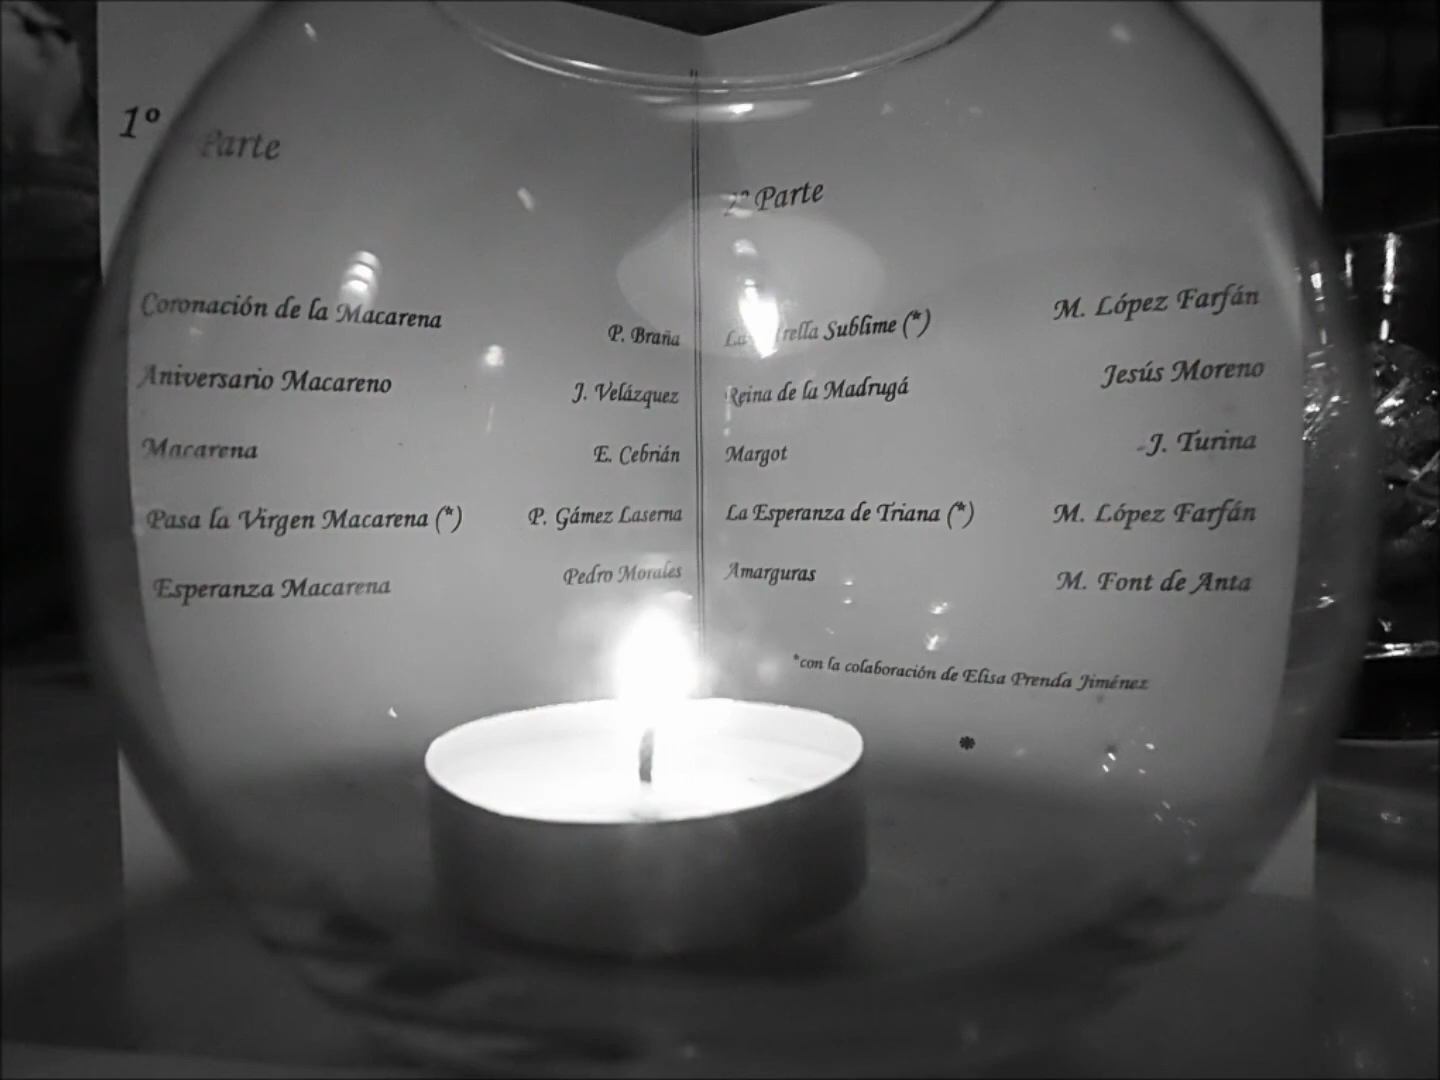 1º Parte
Coronación de la Macarena P. Braña
Aniversario Macareno J. Velázquez
Macarena E. Cebrián
Pasa la Virgen Macarena (*) P. Gámez Laserna
Esperanza Macarena Pedro Morales
2ª Parte
La Sublime (*) M. López Farfán
Reina de la Madrugá Jesús Moreno
Margot J. Turina
La Esperanza de Triana (*) M. López Farfán
Amarguras M. Font de Anta
*con la colaboración de Elisa Prenda Jiménez